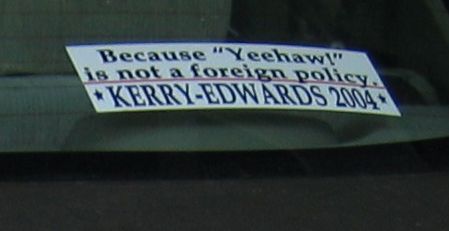 Because "Yeehaw!"
is not a foreign policy.
★ KERRY-EDWARDS 2004 ★